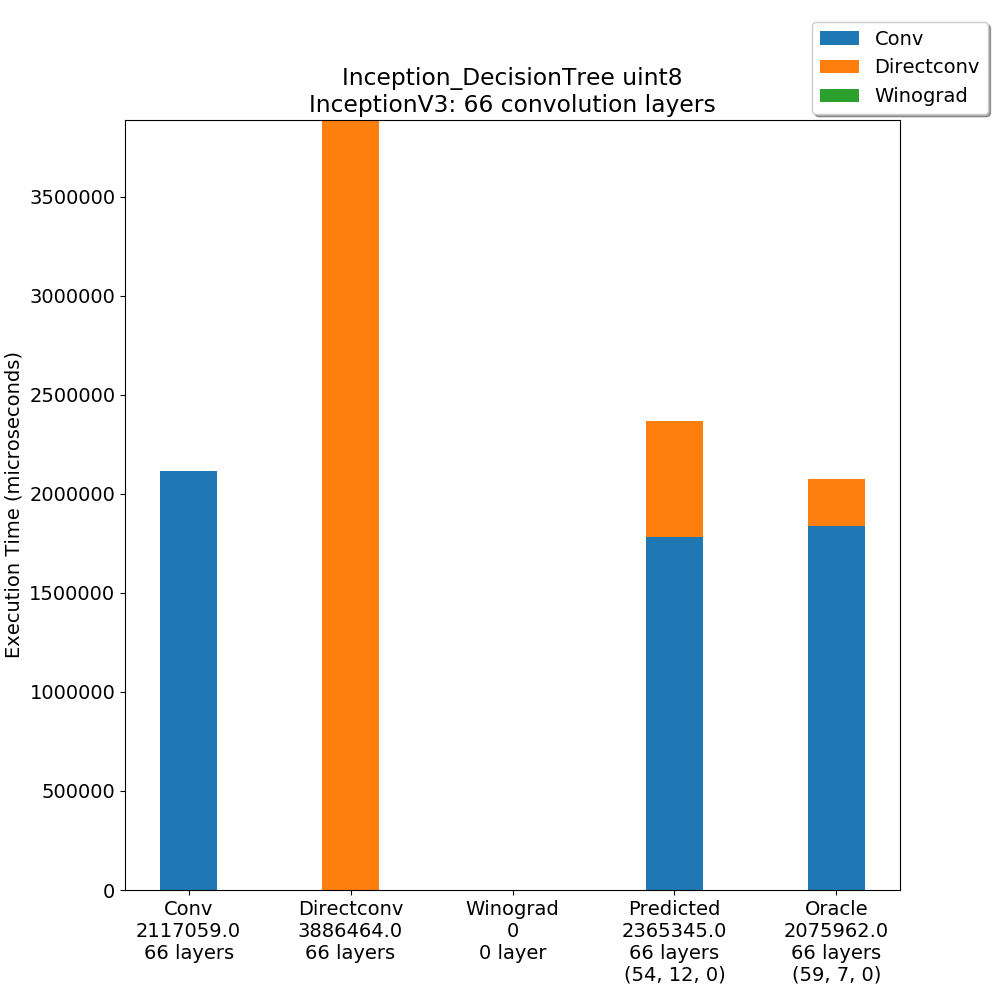 Conv
Directconv
Winograd
Inception_DecisionTree uint8
InceptionV3: 66 convolution layers
Execution Time (microseconds)
3500000
3000000
2500000
2000000
1500000
1000000
500000
0
Conv
2117059.0
66 layers
Directconv
3886464.0
66 layers
Winograd
0
0 layer
Predicted
2365345.0
66 layers
(54, 12, 0)
Oracle
2075962.0
66 layers
(59, 7, 0)